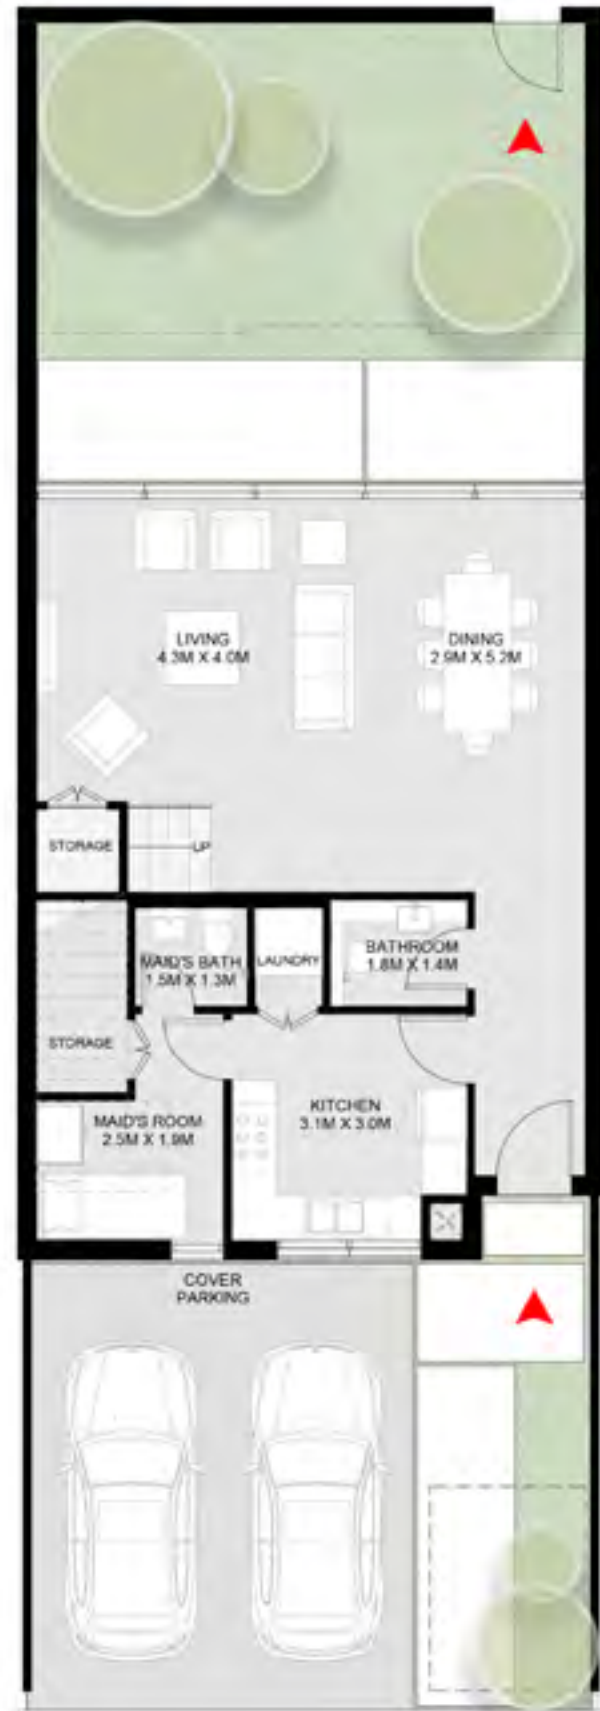 LIVING
4.3M X 4.0M
DINING
2.9M X 5.2M
STORAGE
UP
MAID'S BATH
1.5M X 1.3M
LAUNDRY
BATHROOM
1.8M X 1.4M
STORAGE
MAID'S ROOM
2.5M X 1.9M
KITCHEN
3.1M X 3.0M
COVER
PARKING